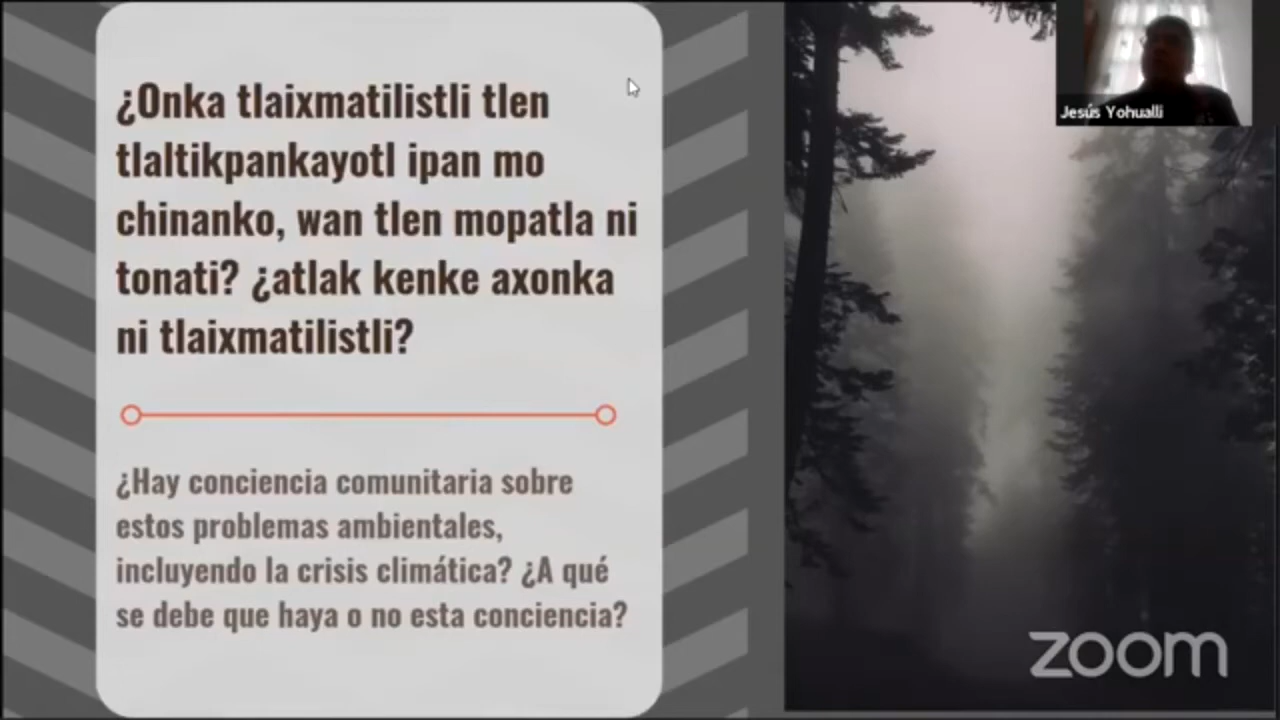 ¿Onka tlaixmatilistli tlen
tlaltikpankayotl ipan mo
chinanko, wan tlen mopatla ni
tonati? ¿atlak kenke axonka
ni tlaixmatilistli?
¿Hay conciencia comunitaria sobre
estos problemas ambientales,
incluyendo la crisis climática? ¿A qué
se debe que haya o no esta conciencia?
Jesús Yohualli
zoom